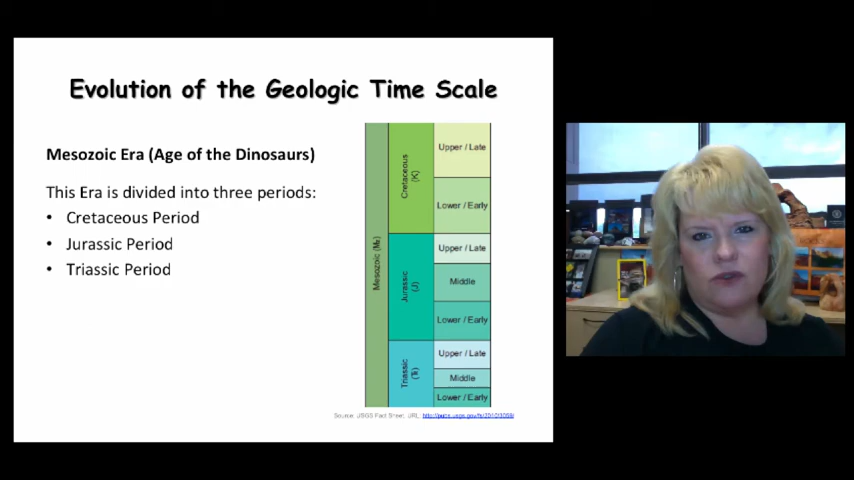 Evolution of the Geologic Time Scale
Mesozoic Era (Age of the Dinosaurs)
This Era is divided into three periods:
• Cretaceous Period
• Jurassic Period
• Triassic Period
Mesozoic (Mz)
Cretaceous
(K)
Upper / Late
Lower / Early
Jurassic
(J)
Upper / Late
Middle
Lower / Early
Triassic
(Tr)
Upper / Late
Middle
Lower / Early
Source: USGS Fact Sheet, URL: